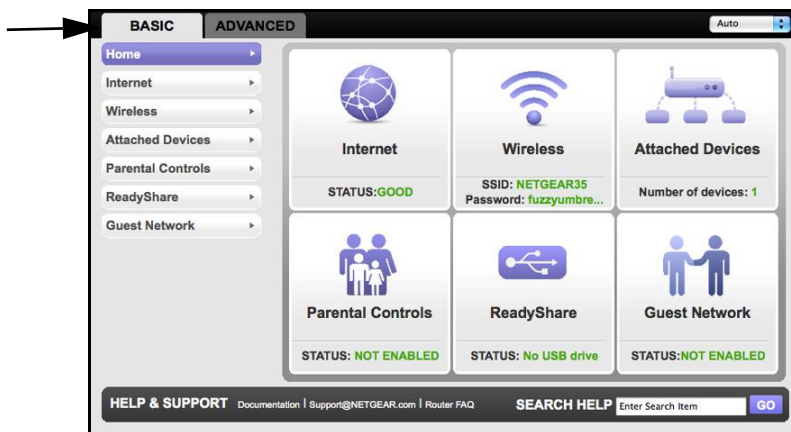 BASIC ADVANCED Auto
Home
Internet
Wireless
Attached Devices
Parental Controls
ReadyShare
Guest Network
Internet
STATUS:GOOD
Wireless
SSID: NETGEAR35
Password: fuzzyumbre...
Attached Devices
Number of devices: 1
Parental Controls
STATUS: NOT ENABLED
ReadyShare
STATUS: No USB drive
Guest Network
STATUS:NOT ENABLED
HELP & SUPPORT Documentation | Support@NETGEAR.com | Router FAQ SEARCH HELP Enter Search Item GO